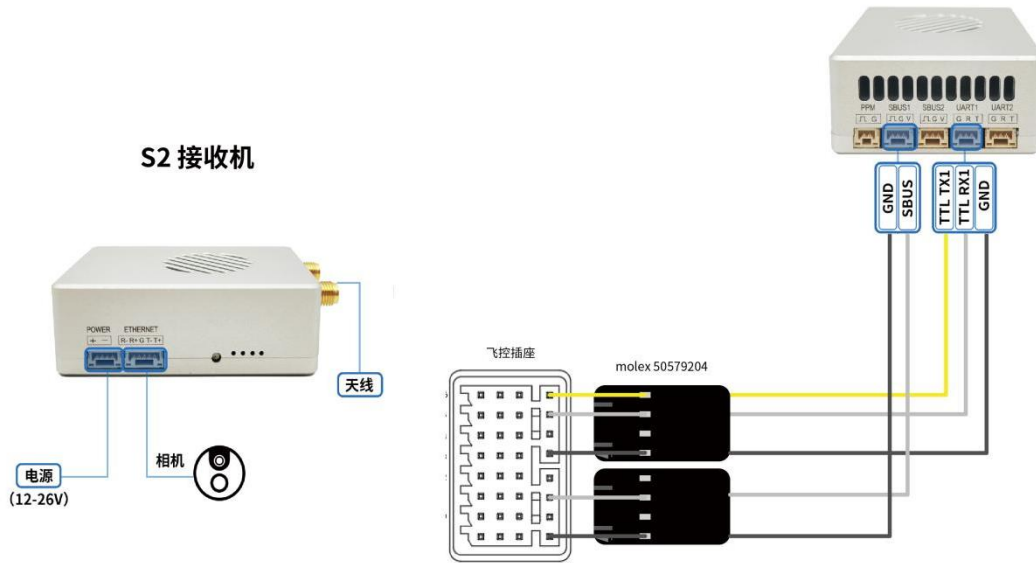 S2 接收机
POWER
+ -
ETHERNET
R- R+ G T- T+
天线
电源
(12-26V)
相机
PPM
SBUS1
SBUS2
UART1
UART2
⎍ G
⎍ G V
⎍ G V
G R T
G R T
GND
SBUS
TTL TX1
TTL RX1
GND
飞控插座
molex 50579204